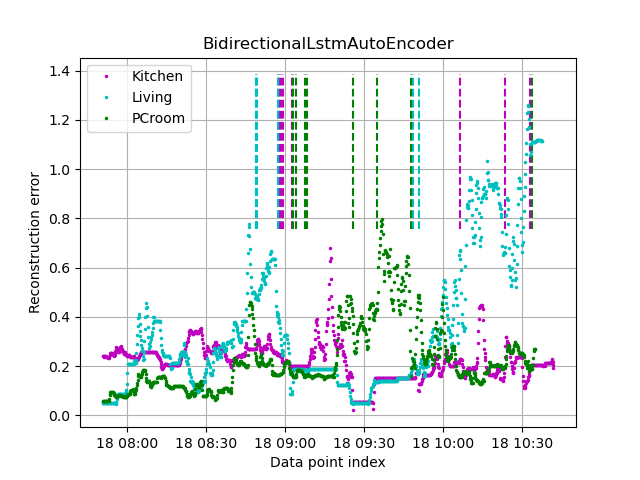 BidirectionalLstmAutoEncoder
Kitchen
Living
PCroom
1.4
1.2
1.0
0.8
0.6
0.4
0.2
0.0
Reconstruction error
18 08:00 18 08:30 18 09:00 18 09:30 18 10:00 18 10:30
Data point index